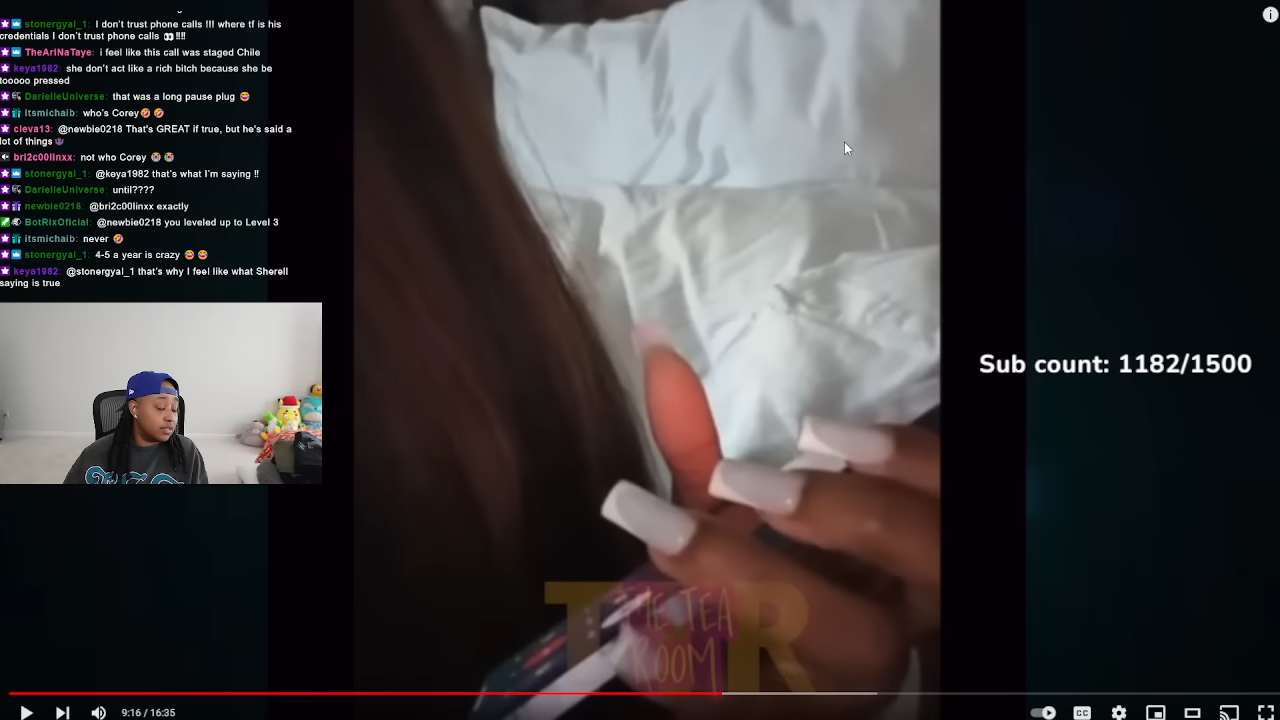 stonergyal_1: I don't trust phone calls !!! where tf is his
credentials I don't trust phone calls 👀!!!!
TheAriNaTaye: i feel like this call was staged Chile
keya1982: she don't act like a rich bitch because she be
tooooo pressed
DarielleUniverse: that was a long pause plug 😂
itsmichaib: who's Corey🤣🤣
cleva13: @newbie0218 That's GREAT if true, but he's said a
lot of things
bri2c00linxx: not who Corey 😭😭
stonergyal_1: @keya1982 that's what I'm saying !!
DarielleUniverse: until????
newbie0218: @bri2c00linxx exactly
BotRixOficial: @newbie0218 you leveled up to Level 3
itsmichaib: never 🤣
stonergyal_1: 4-5 a year is crazy 😂😂
keya1982: @stonergyal_1 that's why I feel like what Sherell
saying is true
Sub count: 1182/1500
T R
THE TEA
ROOM
9:16 / 16:35
CC